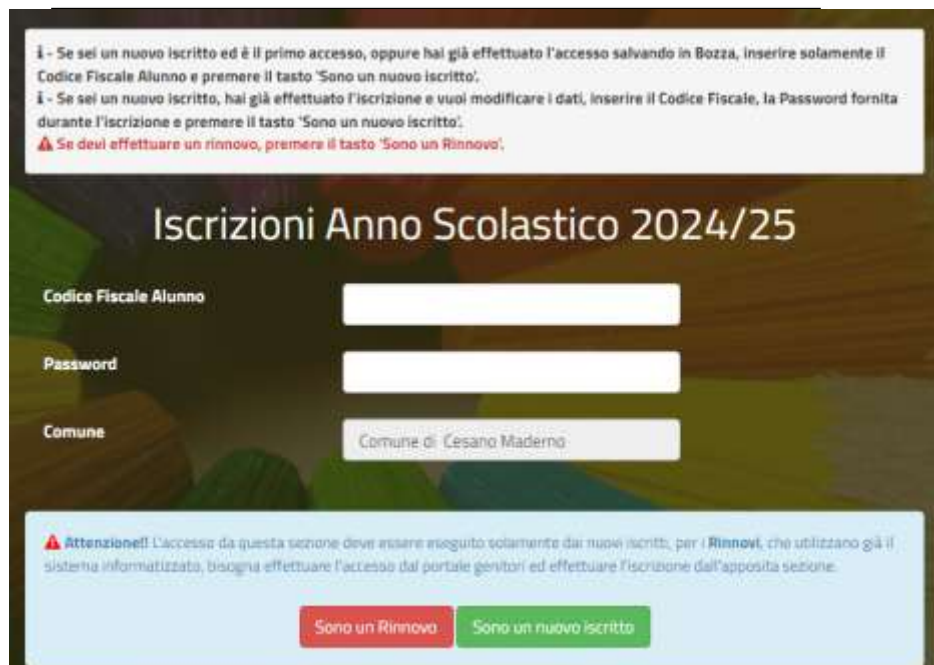 i - Se sei un nuovo iscritto ed è il primo accesso, oppure hai già effettuato l'accesso salvando in Bozza, inserire solamente il
Codice Fiscale Alunno e premere il tasto 'Sono un nuovo iscritto'.
i - Se sei un nuovo iscritto, hai già effettuato l'iscrizione e vuoi modificare i dati, inserire il Codice Fiscale, la Password fornita
durante l'iscrizione e premere il tasto 'Sono un nuovo iscritto'.
Se devi effettuare un rinnovo, premere il tasto 'Sono un Rinnovo'.
Iscrizioni Anno Scolastico 2024/25
Codice Fiscale Alunno
Password
Comune
Comune di Cesano Maderno
Attenzione!! L'accesso da questa sezione deve essere eseguito solamente dai nuovi iscritti, per i Rinnovi, che utilizzano già il
sistema informatizzato, bisogna effettuare l'accesso dal portale genitori ed effettuare l'iscrizione dall'apposita sezione.
Sono un Rinnovo
Sono un nuovo iscritto